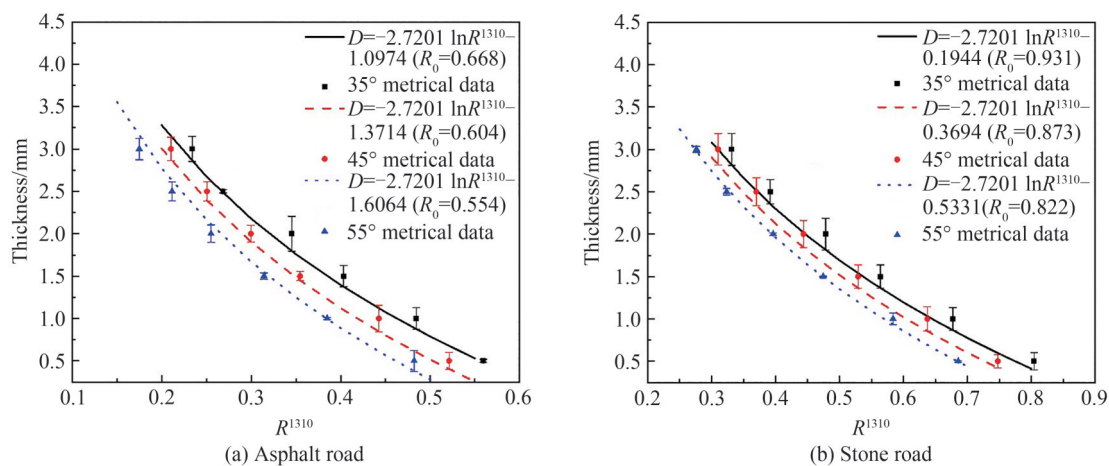 4.5
4.0
3.5
3.0
2.5
2.0
1.5
1.0
0.5
Thickness/mm
D=−2.7201 lnR¹³¹⁰−
1.0974 (R₀=0.668)
35° metrical data
D=−2.7201 lnR¹³¹⁰−
1.3714 (R₀=0.604)
45° metrical data
D=−2.7201 lnR¹³¹⁰−
1.6064 (R₀=0.554)
55° metrical data
0.1 0.2 0.3 0.4 0.5 0.6
R¹³¹⁰
(a) Asphalt road
4.5
4.0
3.5
3.0
2.5
2.0
1.5
1.0
0.5
Thickness/mm
D=−2.7201 lnR¹³¹⁰−
0.1944 (R₀=0.931)
35° metrical data
D=−2.7201 lnR¹³¹⁰−
0.3694 (R₀=0.873)
45° metrical data
D=−2.7201 lnR¹³¹⁰−
0.5331(R₀=0.822)
55° metrical data
0.2 0.3 0.4 0.5 0.6 0.7 0.8 0.9
R¹³¹⁰
(b) Stone road